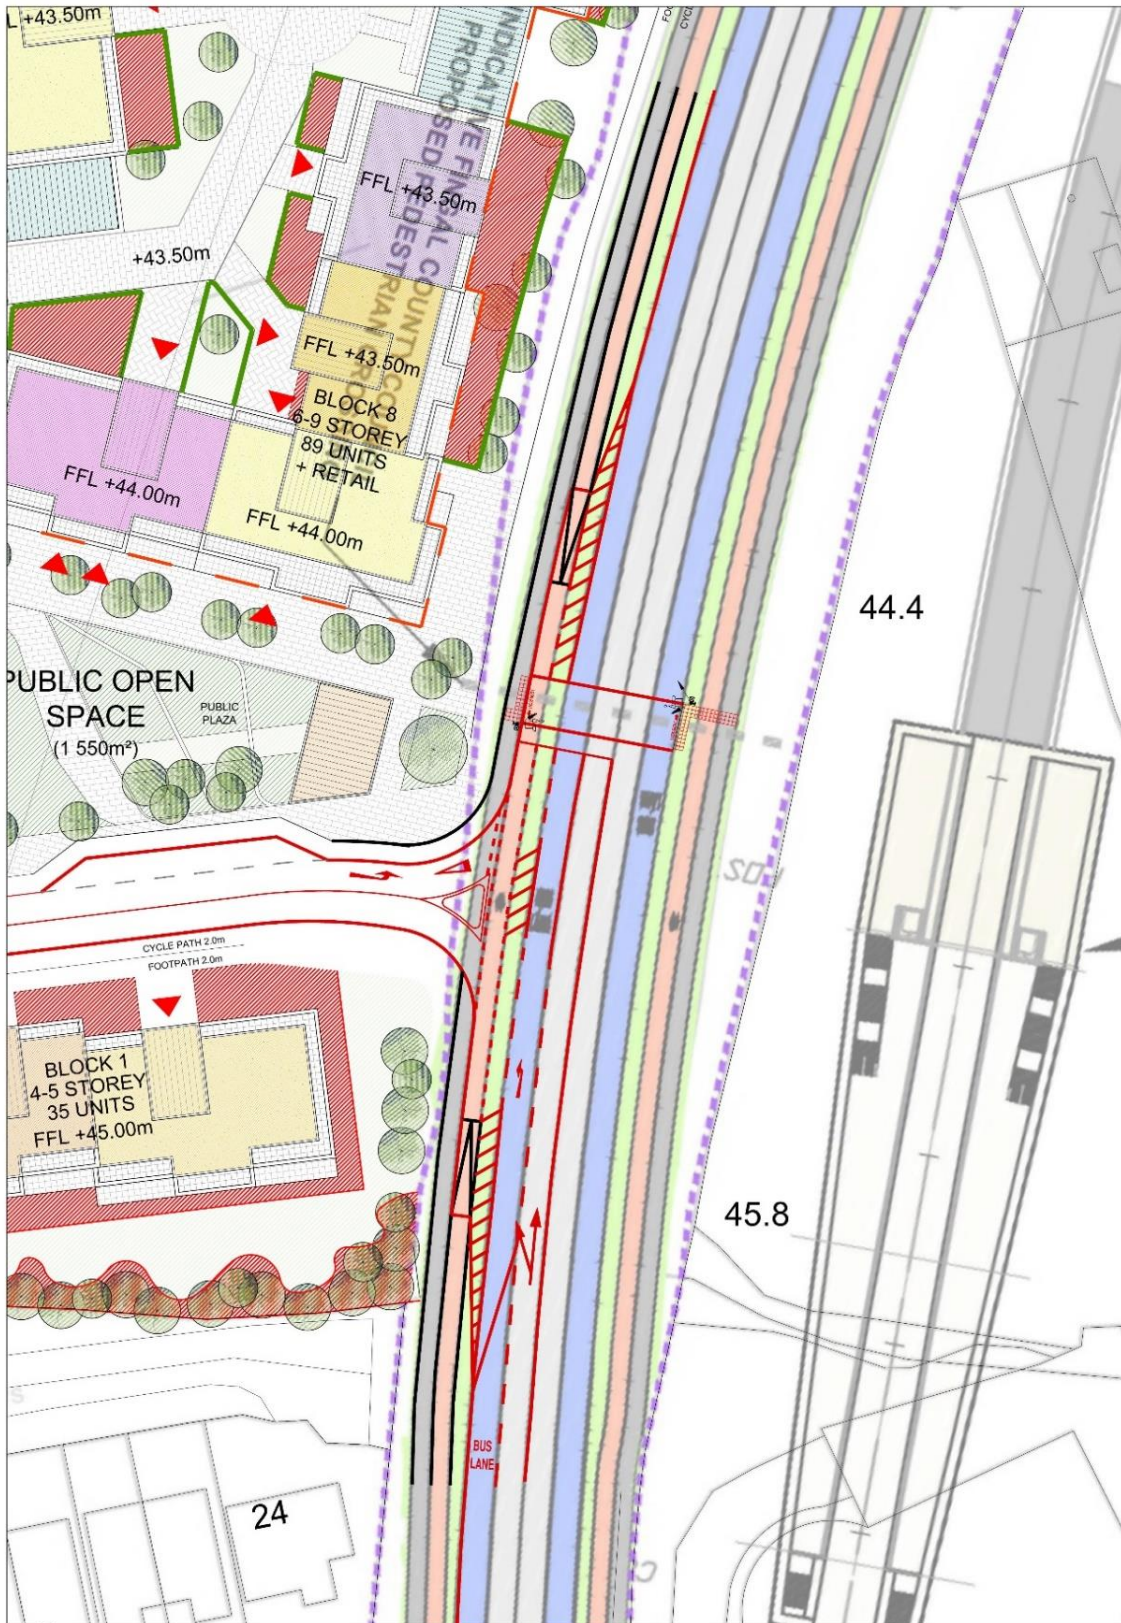 +43.50m
INDICATIVE FINGAL COUNTY COUNCIL
PROPOSED PEDESTRIAN CROSSING
FFL +43.50m
+43.50m
FFL +43.50m
BLOCK 8
6-9 STOREY
89 UNITS
+ RETAIL
FFL +44.00m
FFL +44.00m
44.4
PUBLIC OPEN
SPACE
(1 550m²)
PUBLIC
PLAZA
CYCLE PATH 2.0m
FOOTPATH 2.0m
BLOCK 1
4-5 STOREY
35 UNITS
FFL +45.00m
45.8
BUS
LANE
24